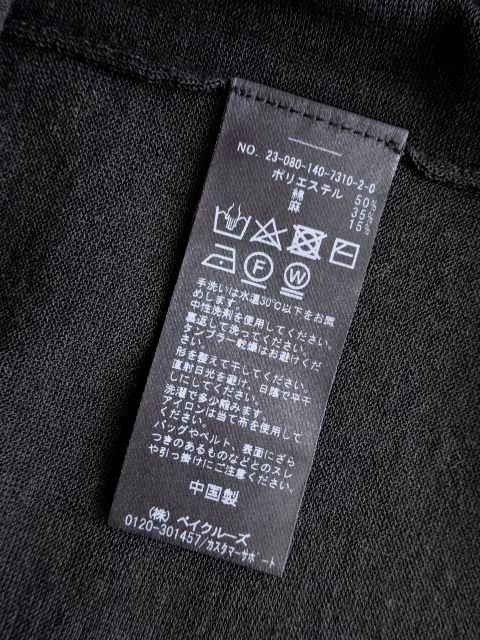 NO. 23-080-140-7310-2-0
ポリエステル 50%
綿 35%
麻 15%
F W
手洗いは水温30℃以下をお薦
めします。
中性洗剤を使用してください。
裏返して洗ってください。
タンブラー乾燥はお避けくだ
さい。
形を整えて干してください。
直射日光を避け、日陰で平干
しにしてください。
洗濯で多少縮みます。
アイロンは当て布を使用して
ください。
バッグやベルト、表面にざら
つきのあるものなどとのスレ
や引っ掛けにご注意ください。
中国製
(株) ベイクルーズ
0120-301457/カスタマーサポート